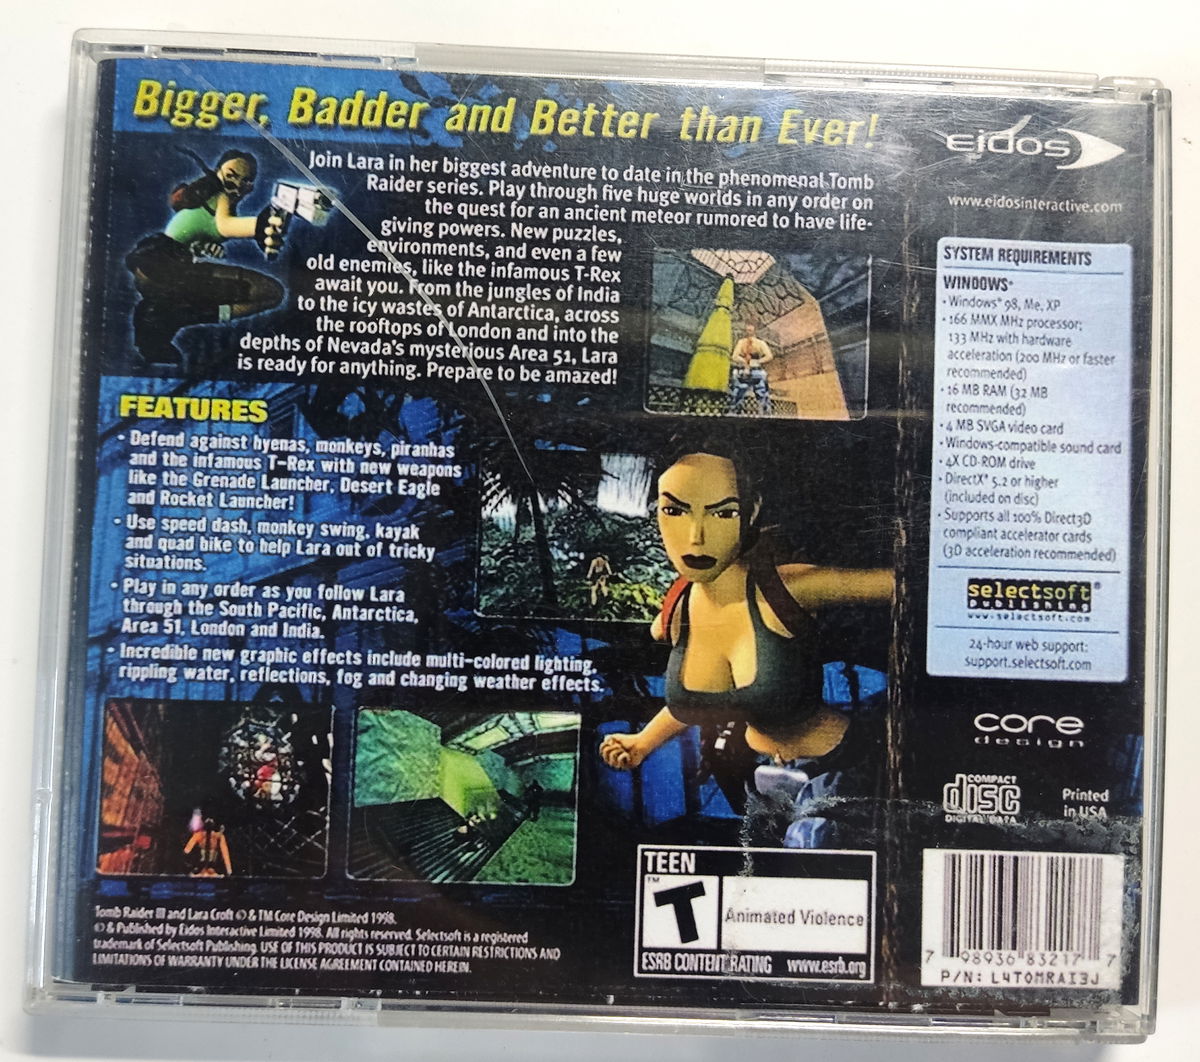 Bigger, Badder and Better than Ever!
Join Lara in her biggest adventure to date in the phenomenal Tomb
Raider series. Play through five huge worlds in any order on
the quest for an ancient meteor rumored to have life-
giving powers. New puzzles,
environments, and even a few
old enemies, like the infamous T-Rex
await you. From the jungles of India
to the icy wastes of Antarctica, across
the rooftops of London and into the
depths of Nevada's mysterious Area 51, Lara
is ready for anything. Prepare to be amazed!
FEATURES
• Defend against hyenas, monkeys, piranhas
and the infamous T-Rex with new weapons
like the Grenade Launcher, Desert Eagle
and Rocket Launcher!
• Use speed dash, monkey swing, kayak
and quad bike to help Lara out of tricky
situations.
• Play in any order as you follow Lara
through the South Pacific, Antarctica,
Area 51, London and India.
• Incredible new graphic effects include multi-colored lighting,
rippling water, reflections, fog and changing weather effects.
Tomb Raider III and Lara Croft © & TM Core Design Limited 1998.
© & Published by Eidos Interactive Limited 1998. All rights reserved. Selectsoft is a registered
trademark of Selectsoft Publishing. USE OF THIS PRODUCT IS SUBJECT TO CERTAIN RESTRICTIONS AND
LIMITATIONS OF WARRANTY UNDER THE LICENSE AGREEMENT CONTAINED HEREIN.
TEEN
T
TM
Animated Violence
ESRB CONTENT RATING www.esrb.org
eidos
www.eidosinteractive.com
SYSTEM REQUIREMENTS
WINDOWS®
• Windows® 98, Me, XP
• 166 MMX MHz processor;
133 MHz with hardware
acceleration (200 MHz or faster
recommended)
• 16 MB RAM (32 MB
recommended)
• 4 MB SVGA video card
• Windows-compatible sound card
• 4X CD-ROM drive
• DirectX® 5.2 or higher
(included on disc)
• Supports all 100% Direct3D
compliant accelerator cards
(3D acceleration recommended)
selectsoft®
publishing
www.selectsoft.com
24-hour web support:
support.selectsoft.com
core
design
COMPACT
disc
DIGITAL DATA
Printed
in USA
7 98936 83217 7
P/N: L4TOMRAI3J